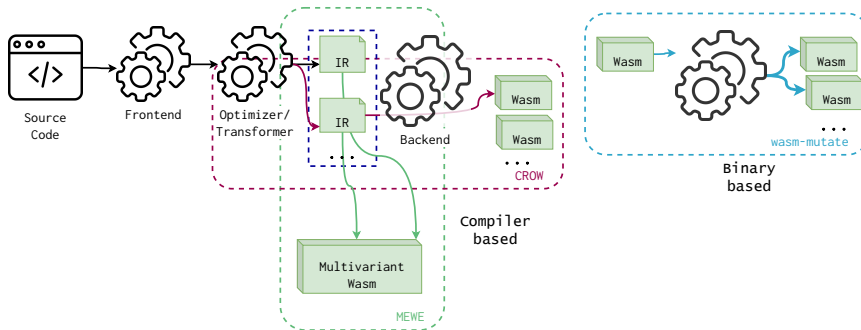 </>
Source
Code
Frontend
Optimizer/
Transformer
IR
IR
...
Backend
Wasm
Wasm
...
CROW
Compiler
based
Multivariant
Wasm
MEWE
Wasm
Wasm
Wasm
...
wasm-mutate
Binary
based